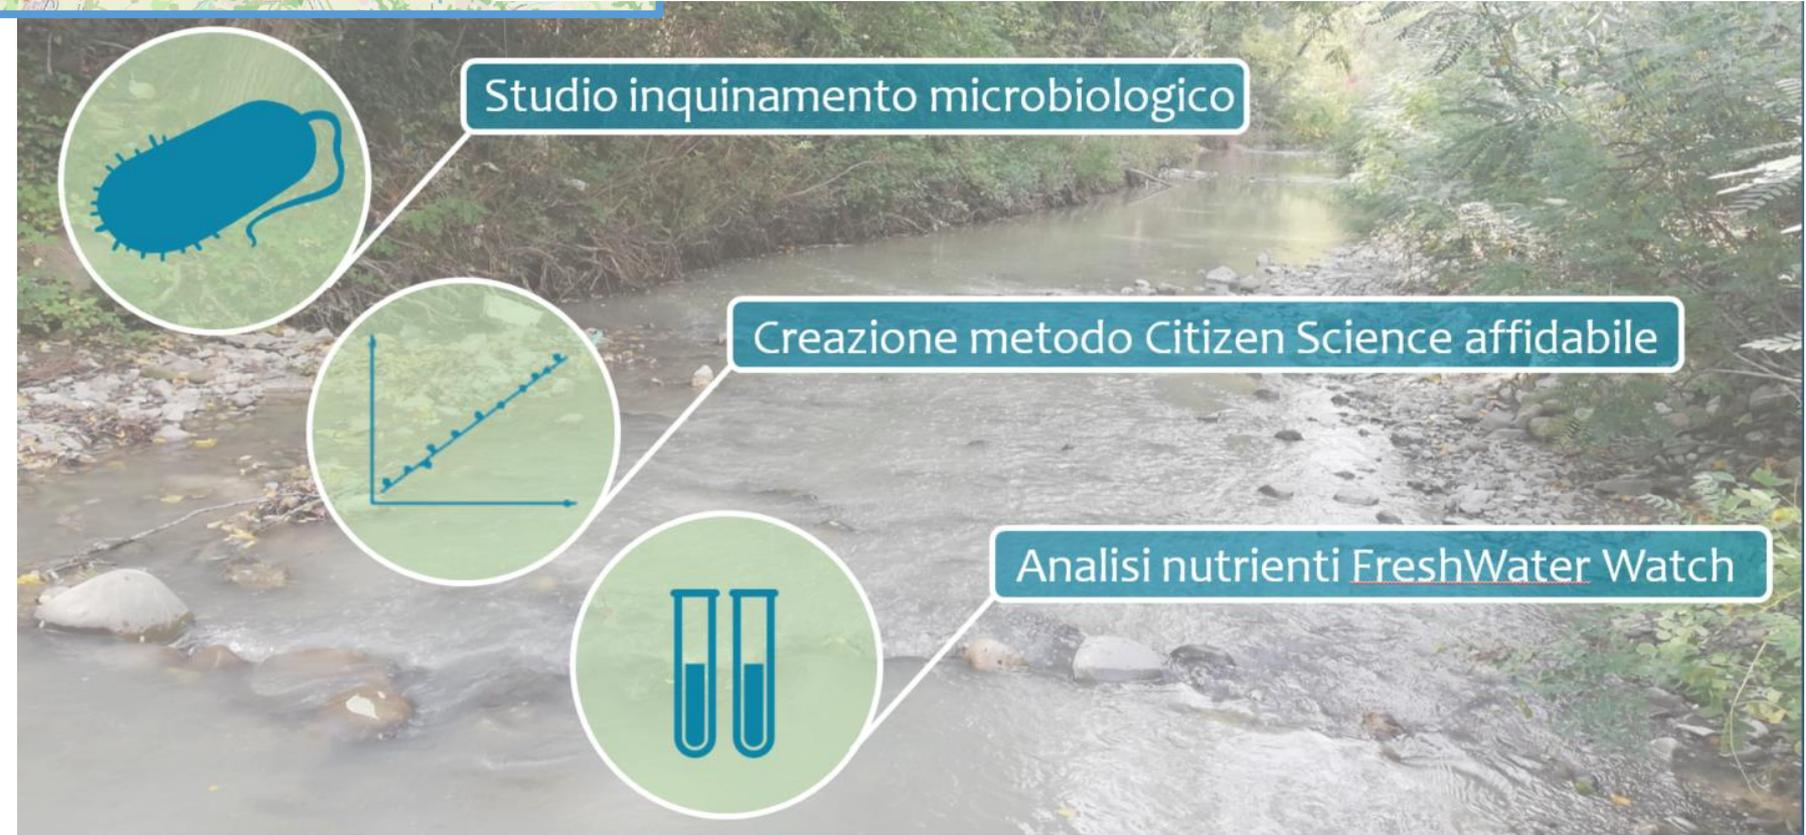 Studio inquinamento microbiologico
Creazione metodo Citizen Science affidabile
Analisi nutrienti FreshWater Watch